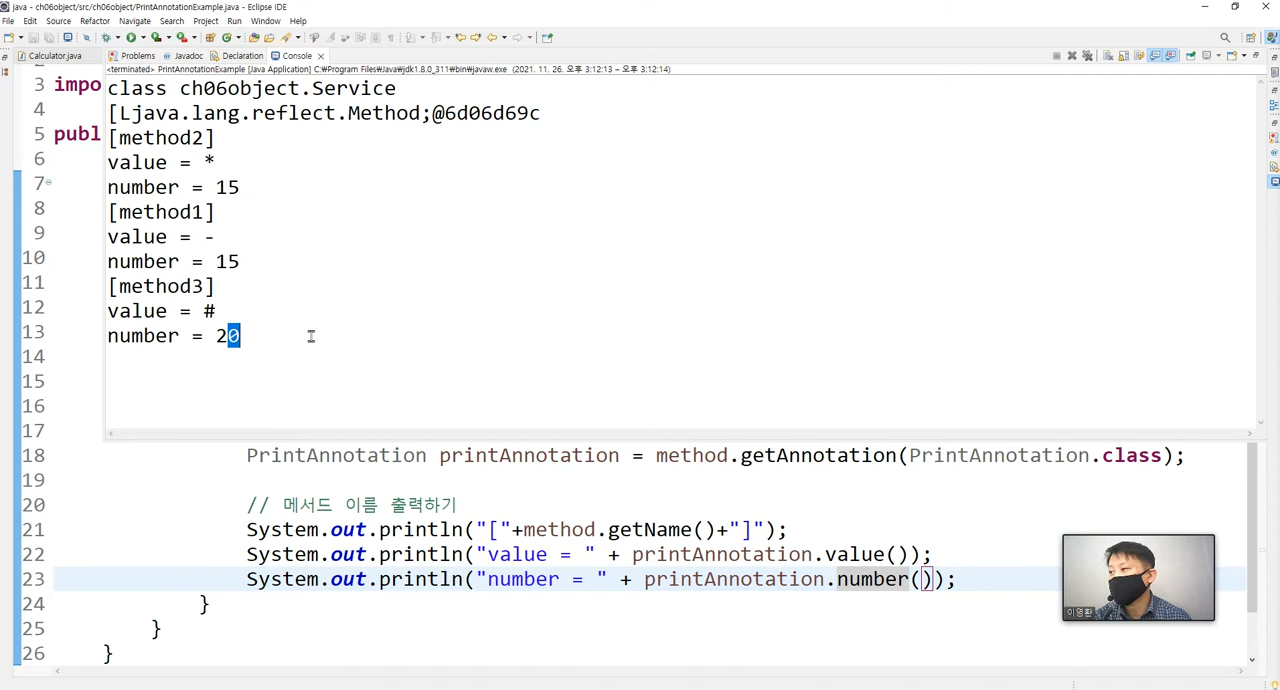 java - ch06object/src/ch06object/PrintAnnotationExample.java - Eclipse IDE
File Edit Source Refactor Navigate Search Project Run Window Help
Calculator.java
Problems Javadoc Declaration Console
<terminated> PrintAnnotationExample [Java Application] C:₩Program Files₩Java₩jdk1.8.0_311₩bin₩javaw.exe (2021. 11. 26. 오후 3:12:13 – 오후 3:12:14)
class ch06object.Service
[Ljava.lang.reflect.Method;@6d06d69c
[method2]
value = *
number = 15
[method1]
value = -
number = 15
[method3]
value = #
number = 20
3 impo
4
5 publ
6
7
8
9
10
11
12
13
14
15
16
17
18 PrintAnnotation printAnnotation = method.getAnnotation(PrintAnnotation.class);
19
20 // 메서드 이름 출력하기
21 System.out.println("["+method.getName()+"]");
22 System.out.println("value = " + printAnnotation.value());
23 System.out.println("number = " + printAnnotation.number());
24 }
25 }
26 }
이영환